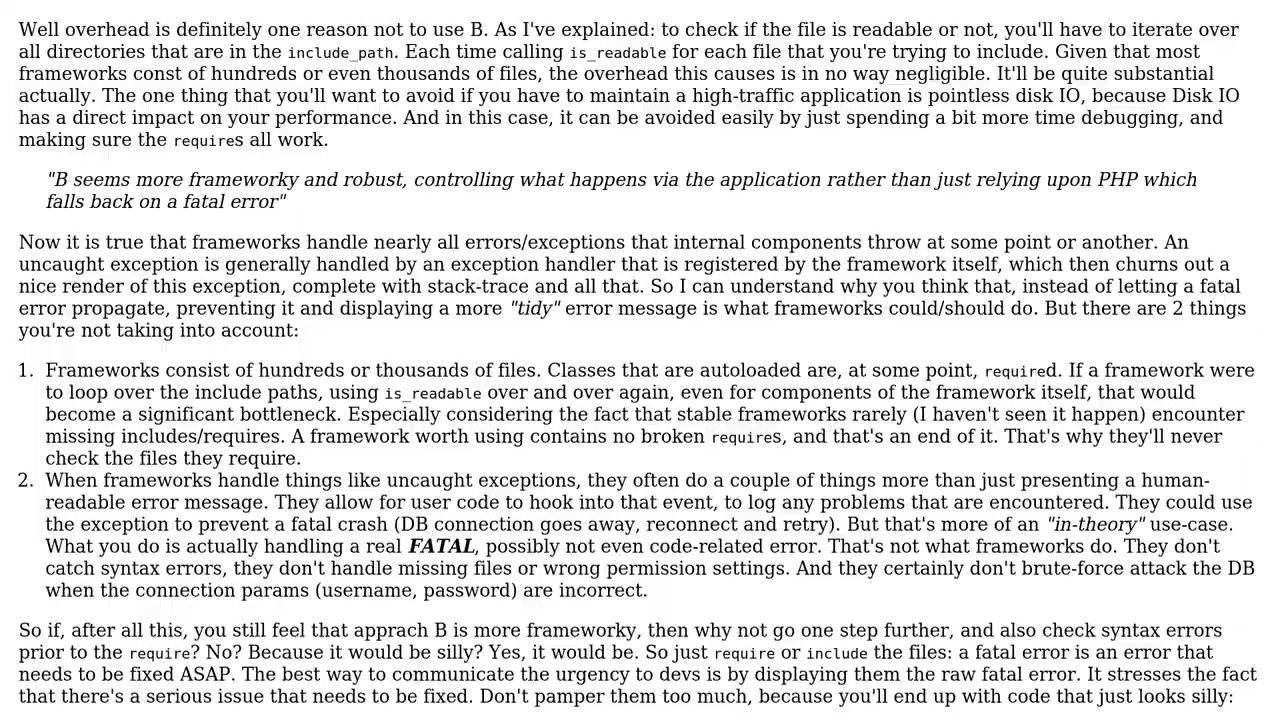 Well overhead is definitely one reason not to use B. As I've explained: to check if the file is readable or not, you'll have to iterate over
all directories that are in the include_path. Each time calling is_readable for each file that you're trying to include. Given that most
frameworks const of hundreds or even thousands of files, the overhead this causes is in no way negligible. It'll be quite substantial
actually. The one thing that you'll want to avoid if you have to maintain a high-traffic application is pointless disk IO, because Disk IO
has a direct impact on your performance. And in this case, it can be avoided easily by just spending a bit more time debugging, and
making sure the requires all work.
"B seems more frameworky and robust, controlling what happens via the application rather than just relying upon PHP which
falls back on a fatal error"
Now it is true that frameworks handle nearly all errors/exceptions that internal components throw at some point or another. An
uncaught exception is generally handled by an exception handler that is registered by the framework itself, which then churns out a
nice render of this exception, complete with stack-trace and all that. So I can understand why you think that, instead of letting a fatal
error propagate, preventing it and displaying a more "tidy" error message is what frameworks could/should do. But there are 2 things
you're not taking into account:
1. Frameworks consist of hundreds or thousands of files. Classes that are autoloaded are, at some point, required. If a framework were
to loop over the include paths, using is_readable over and over again, even for components of the framework itself, that would
become a significant bottleneck. Especially considering the fact that stable frameworks rarely (I haven't seen it happen) encounter
missing includes/requires. A framework worth using contains no broken requires, and that's an end of it. That's why they'll never
check the files they require.
2. When frameworks handle things like uncaught exceptions, they often do a couple of things more than just presenting a human-
readable error message. They allow for user code to hook into that event, to log any problems that are encountered. They could use
the exception to prevent a fatal crash (DB connection goes away, reconnect and retry). But that's more of an "in-theory" use-case.
What you do is actually handling a real FATAL, possibly not even code-related error. That's not what frameworks do. They don't
catch syntax errors, they don't handle missing files or wrong permission settings. And they certainly don't brute-force attack the DB
when the connection params (username, password) are incorrect.
So if, after all this, you still feel that apprach B is more frameworky, then why not go one step further, and also check syntax errors
prior to the require? No? Because it would be silly? Yes, it would be. So just require or include the files: a fatal error is an error that
needs to be fixed ASAP. The best way to communicate the urgency to devs is by displaying them the raw fatal error. It stresses the fact
that there's a serious issue that needs to be fixed. Don't pamper them too much, because you'll end up with code that just looks silly: